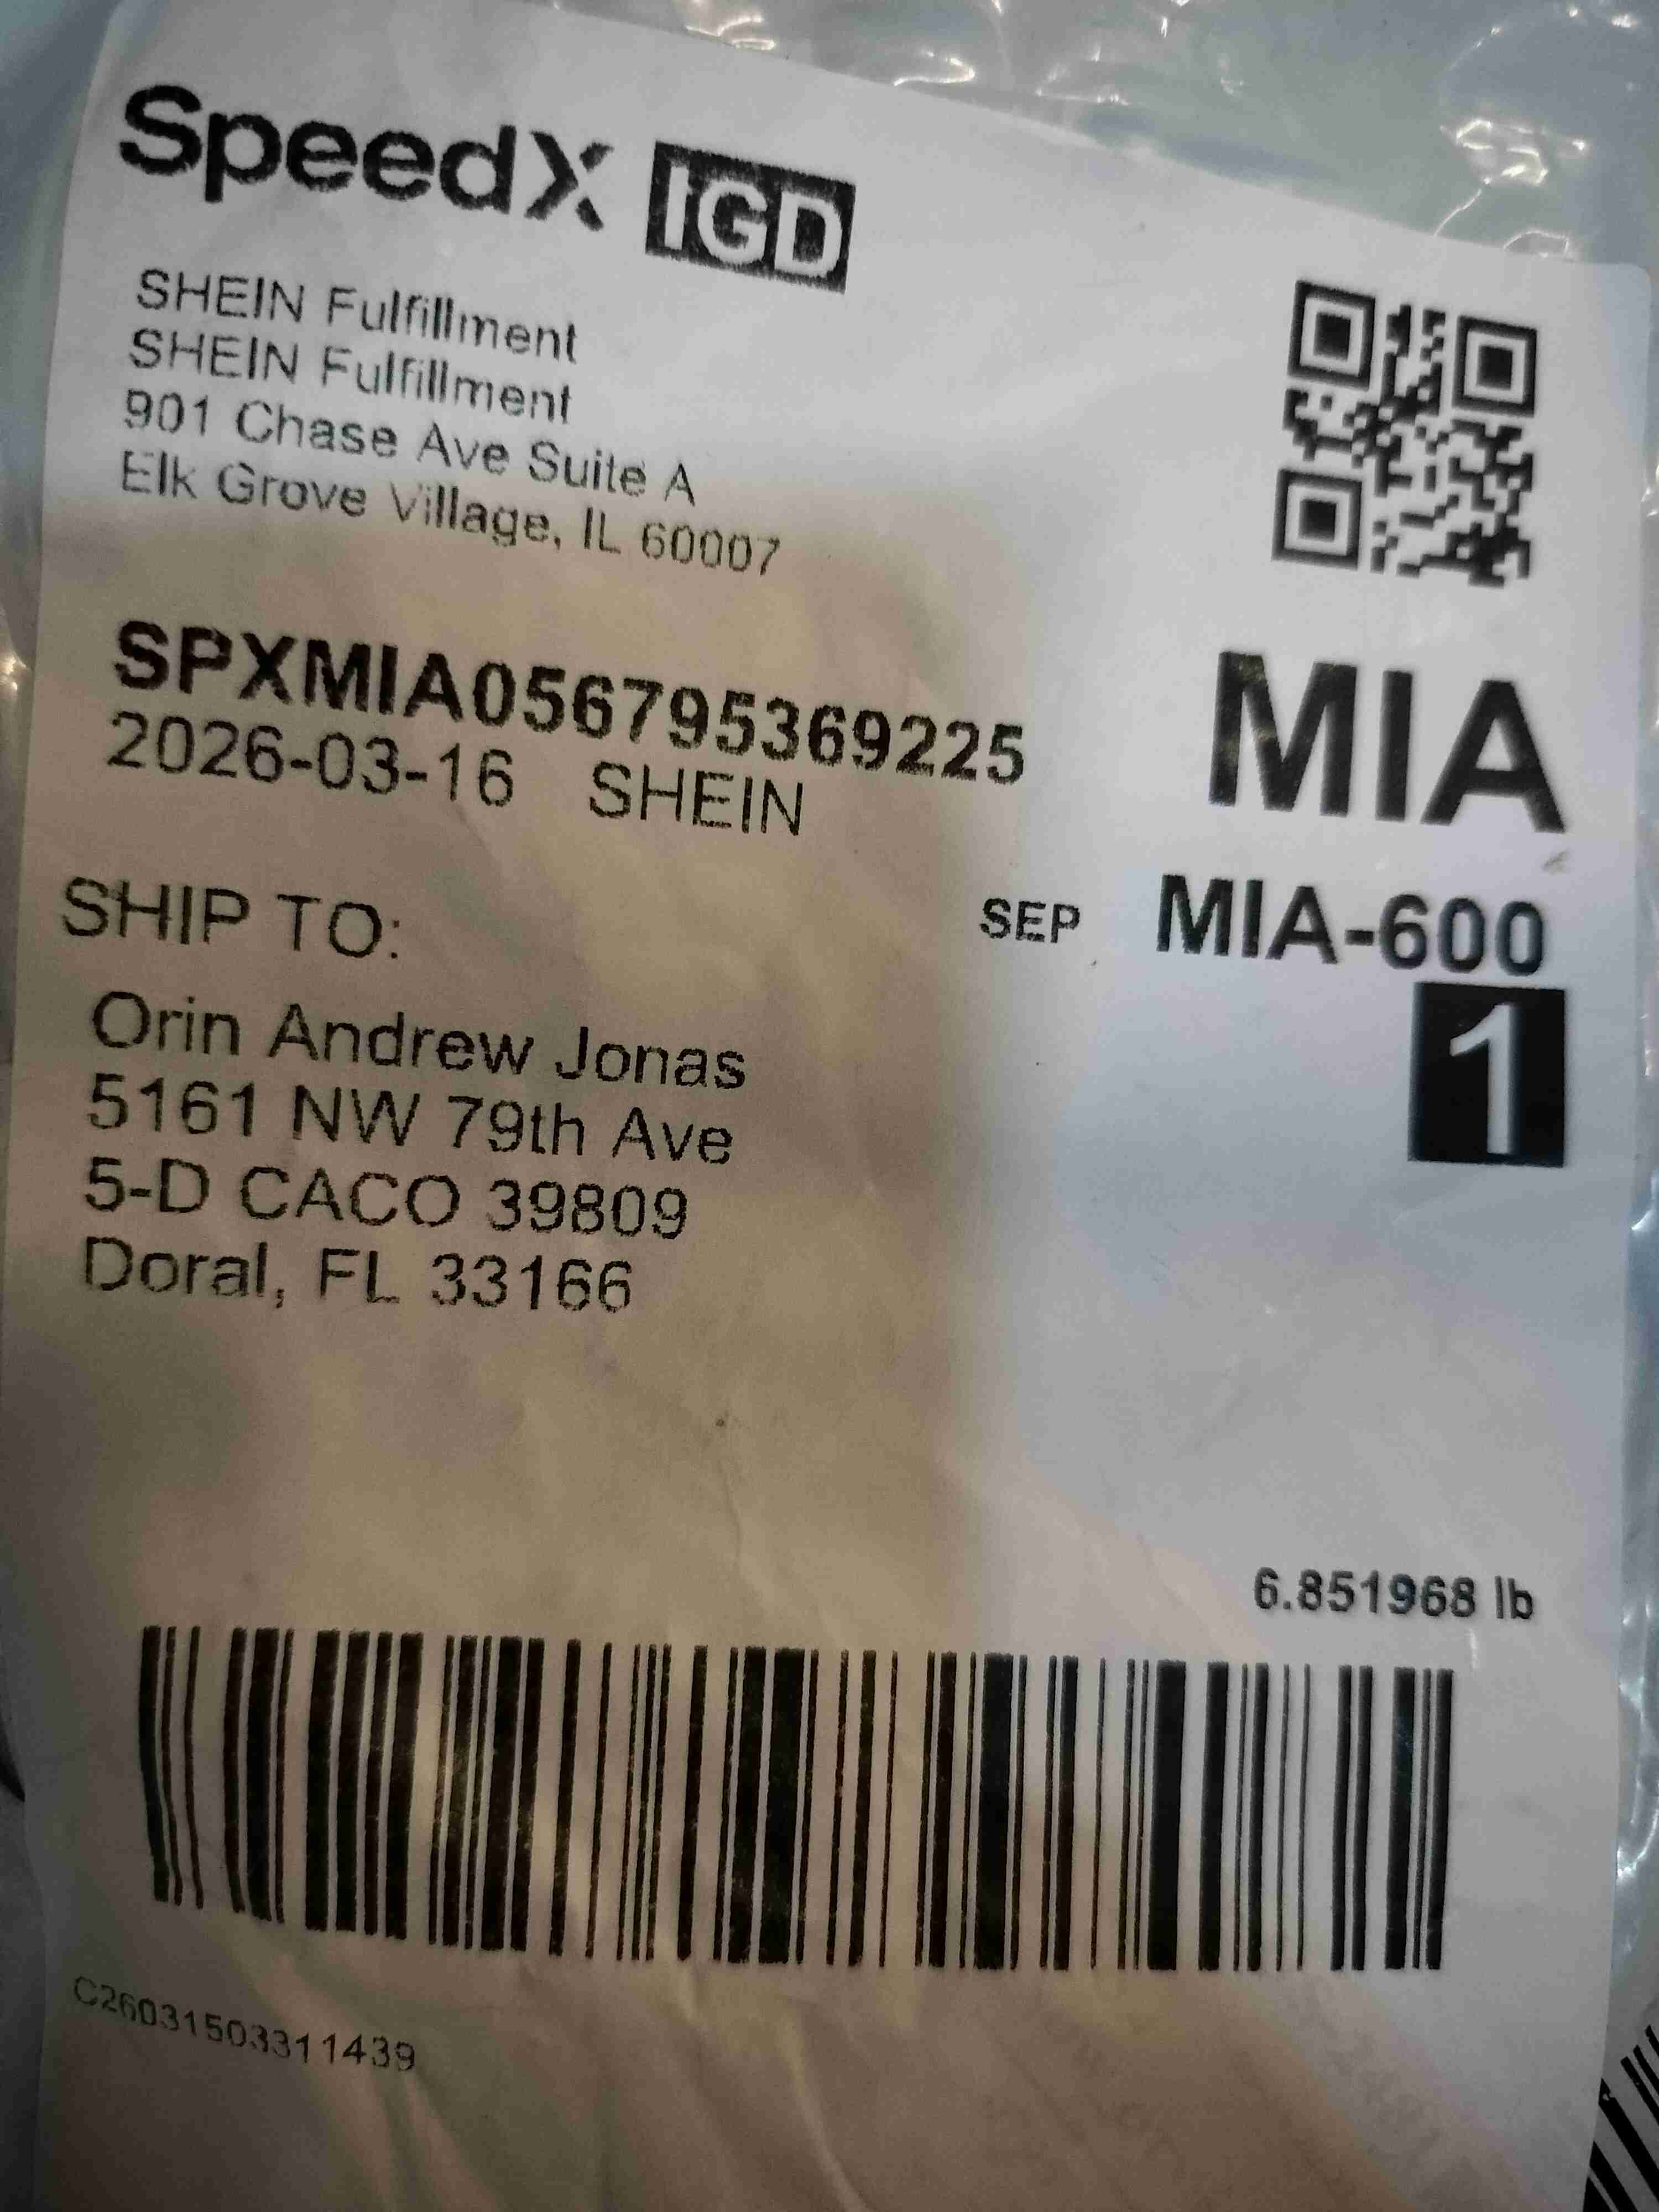 SpeedX IGD
SHEIN Fulfillment
SHEIN Fulfillment
901 Chase Ave Suite A
Elk Grove Village, IL 60007
SPXMIA056795369225
2026-03-16 SHEIN
MIA
SEP MIA-600
1
SHIP TO:
Orin Andrew Jonas
5161 NW 79th Ave
5-D CACO 39809
Doral, FL 33166
6.851968 lb
C26031503311439